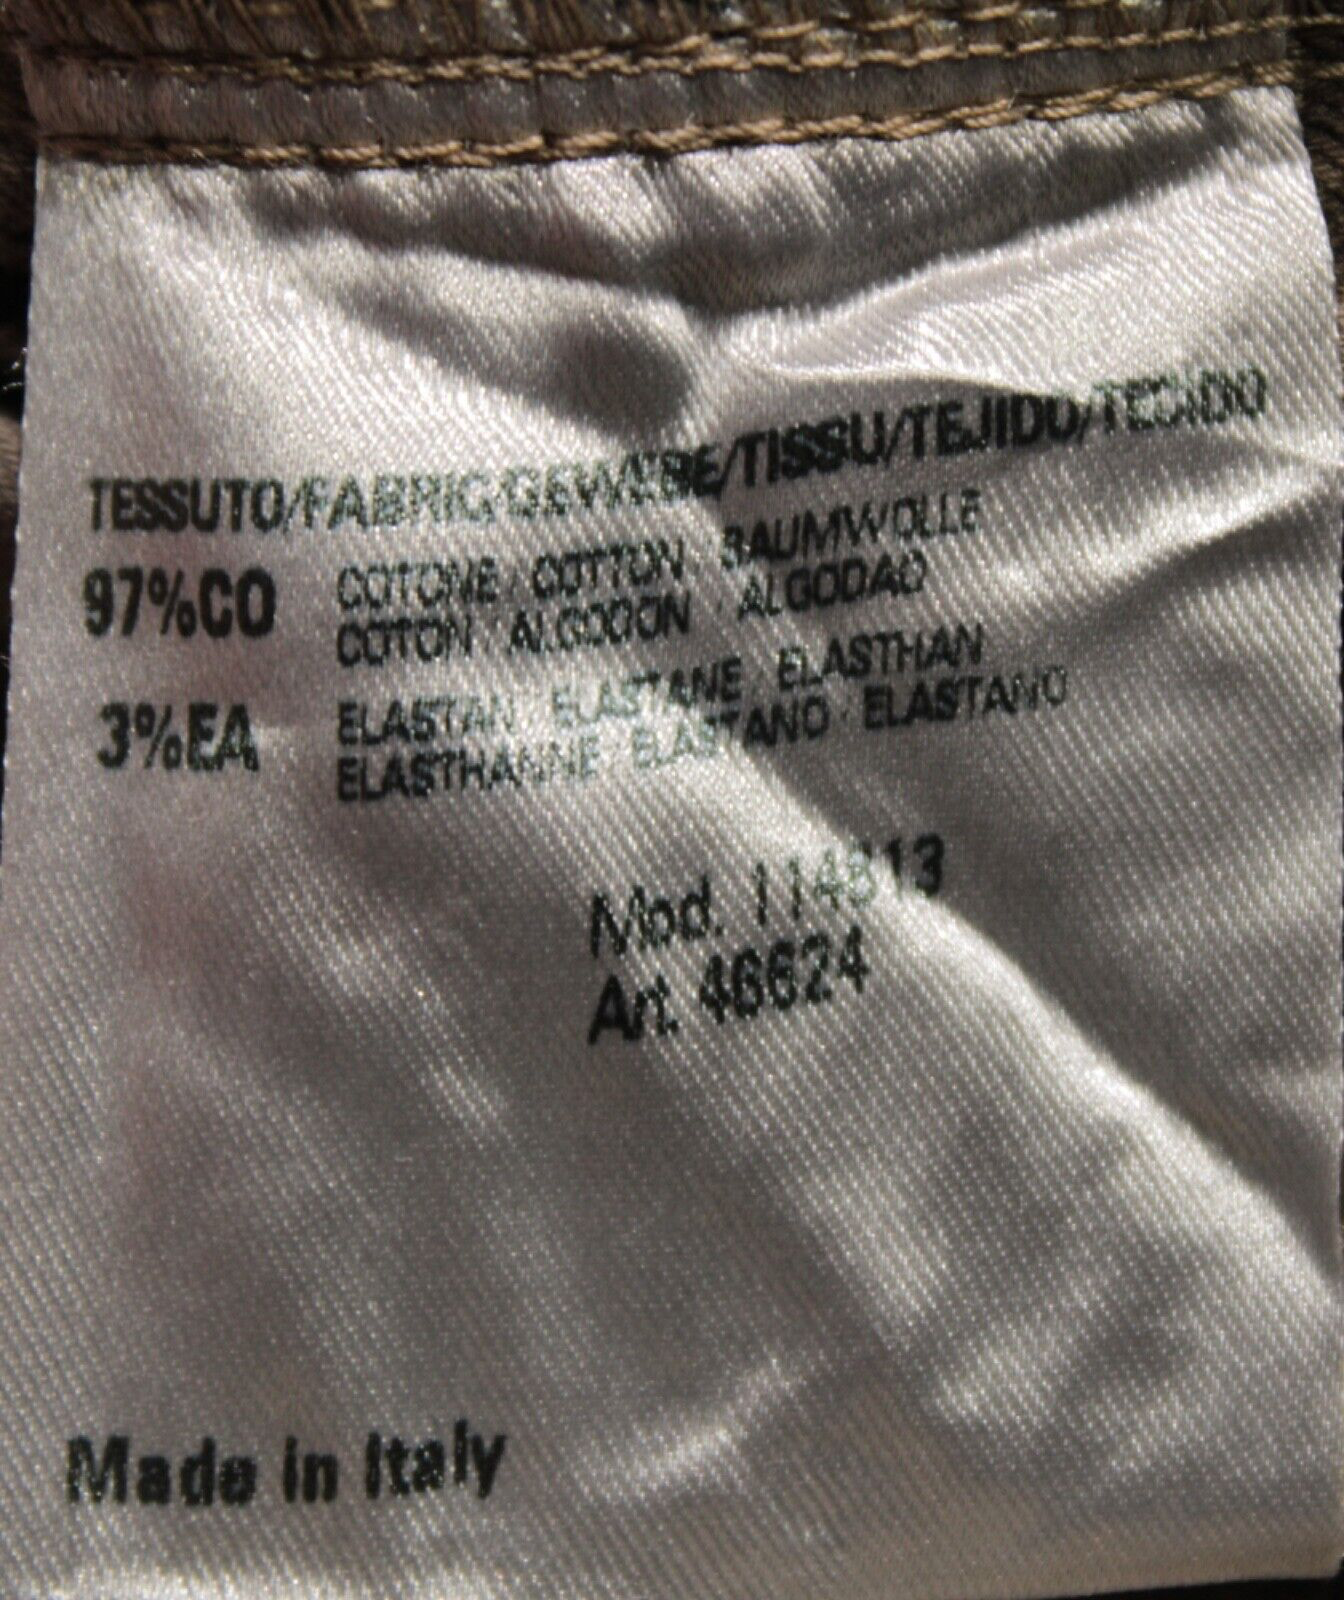 TESSUTO/FABRIC/GEWEBE/TISSU/TEJIDO/TECIDO
97%CO COTONE · COTTON · BAUMWOLLE
COTON · ALGODON · ALGODAO
3%EA ELASTAN · ELASTANE · ELASTHAN
ELASTHANNE · ELASTANO · ELASTANO
Mod. 114813
Art. 46624
Made in Italy